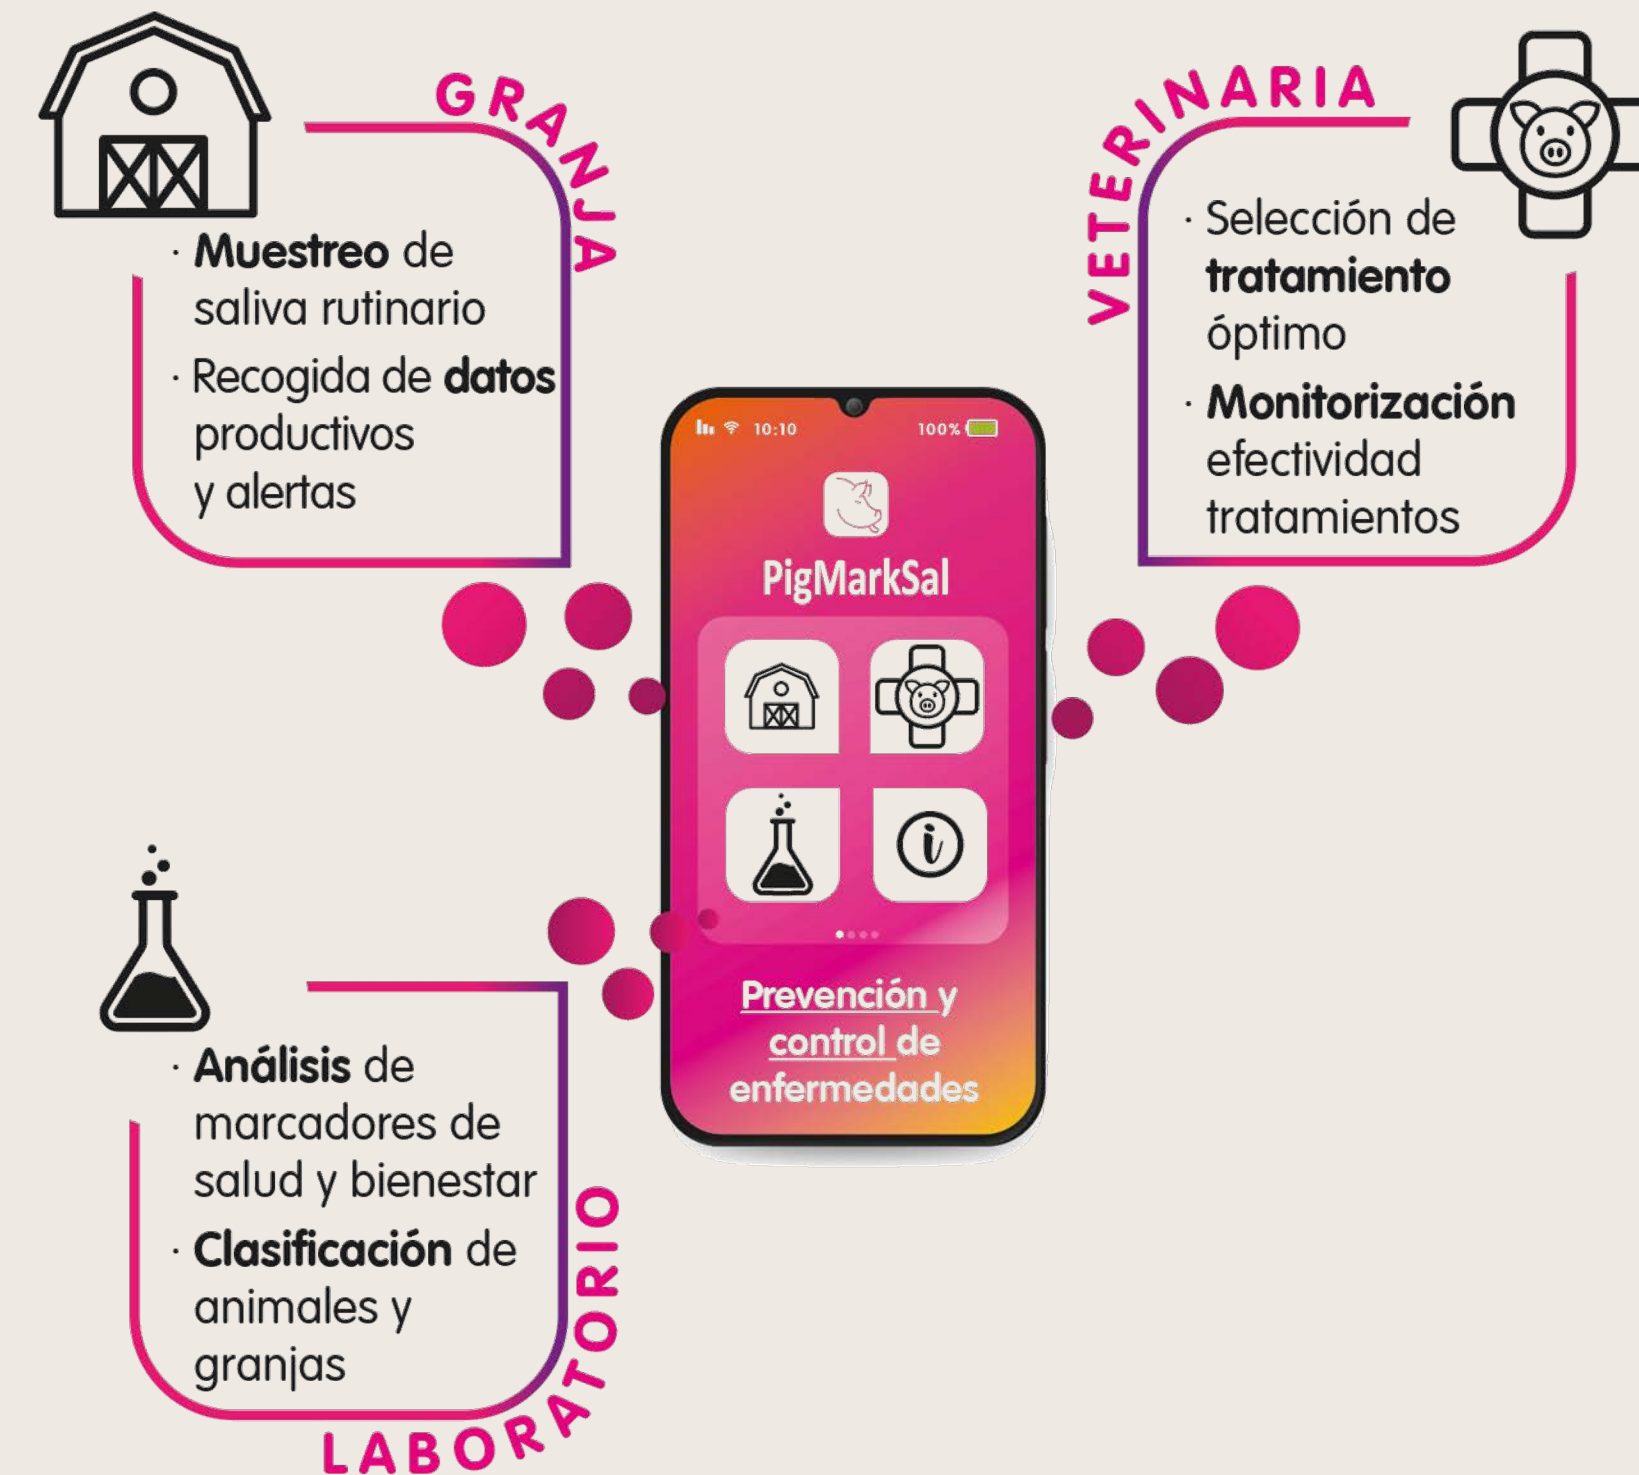 GRANJA
· Muestreo de
saliva rutinario
· Recogida de datos
productivos
y alertas
VETERINARIA
· Selección de
tratamiento
óptimo
· Monitorización
efectividad
tratamientos
10:10
100%
PigMarkSal
i
Prevención y
control de
enfermedades
· Análisis de
marcadores de
salud y bienestar
· Clasificación de
animales y
granjas
LABORATORIO